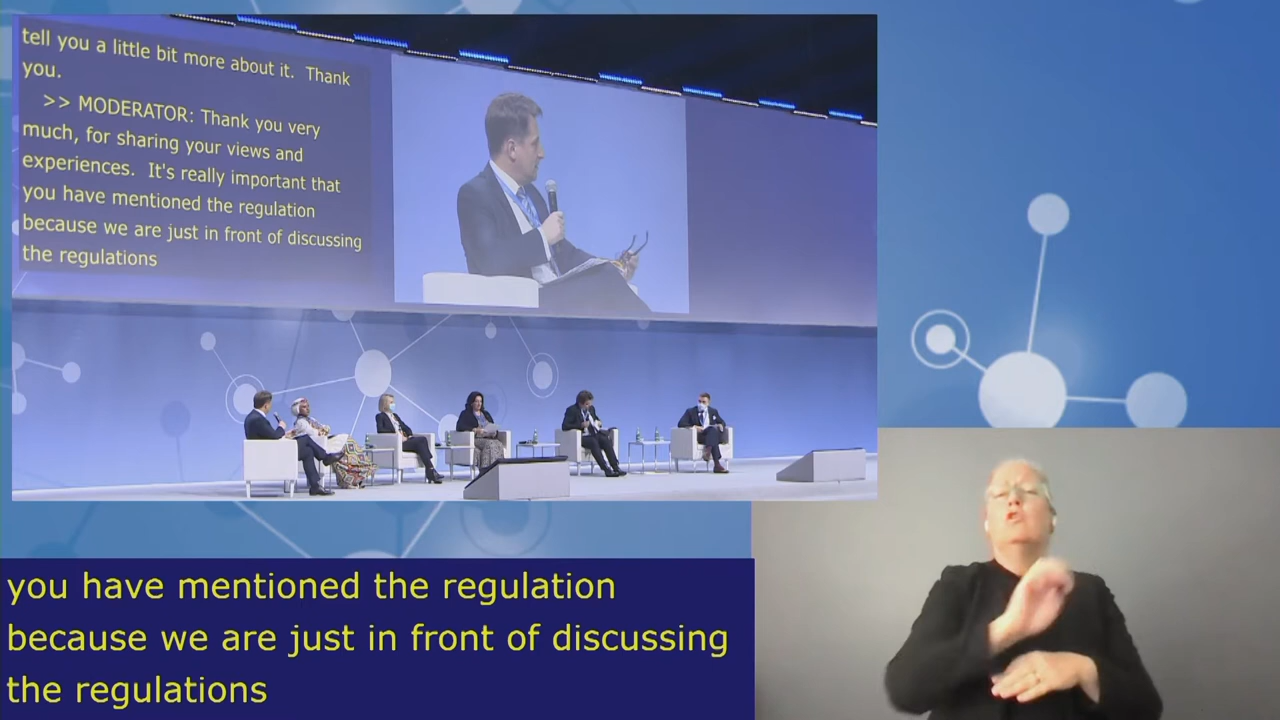 tell you a little bit more about it. Thank
you.
>> MODERATOR: Thank you very
much, for sharing your views and
experiences. It's really important that
you have mentioned the regulation
because we are just in front of discussing
the regulations
you have mentioned the regulation
because we are just in front of discussing
the regulations